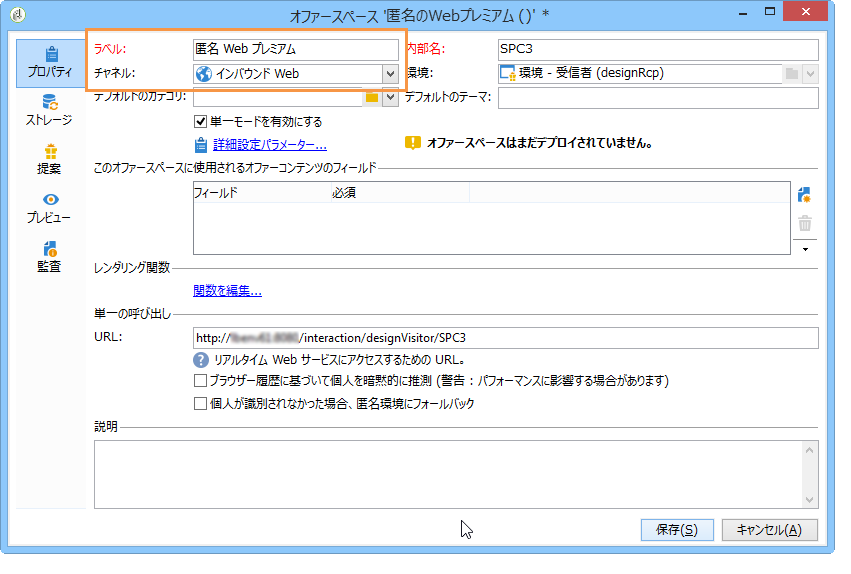 オファースペース '匿名のWebプレミアム ()' *
プロパティ
ストレージ
提案
プレビュー
監査
ラベル: 匿名 Web プレミアム 内部名: SPC3
チャネル: インバウンド Web 環境: 環境 - 受信者 (designRcp)
デフォルトのカテゴリ: デフォルトのテーマ:
単一モードを有効にする
詳細設定パラメーター... オファースペースはまだデプロイされていません。
このオファースペースに使用されるオファーコンテンツのフィールド
フィールド 必須
レンダリング関数
関数を編集...
単一の呼び出し
URL: http:// /interaction/designVisitor/SPC3
リアルタイム Web サービスにアクセスするための URL。
ブラウザー履歴に基づいて個人を暗黙的に推測 (警告 : パフォーマンスに影響する場合があります)
個人が識別されなかった場合、匿名環境にフォールバック
説明
保存(S) キャンセル(A)